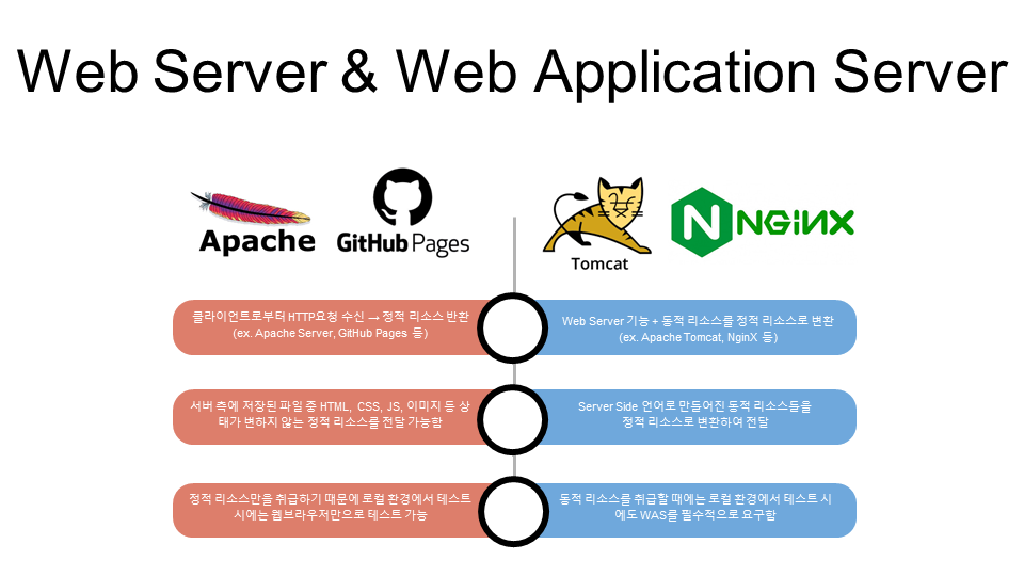 Web Server & Web Application Server
Apache
GitHub Pages
Tomcat
NGINX
클라이언트로부터 HTTP요청 수신 → 정적 리소스 반환
(ex. Apache Server, GitHub Pages 등)
Web Server 기능 + 동적 리소스를 정적 리소스로 변환
(ex. Apache Tomcat, NginX 등)
서버 측에 저장된 파일 중 HTML, CSS, JS, 이미지 등 상
태가 변하지 않는 정적 리소스를 전달 가능함
Server Side 언어로 만들어진 동적 리소스들을
정적 리소스로 변환하여 전달
정적 리소스만을 취급하기 때문에 로컬 환경에서 테스트
시에는 웹브라우저만으로 테스트 가능
동적 리소스를 취급할 때에는 로컬 환경에서 테스트 시
에도 WAS를 필수적으로 요구함